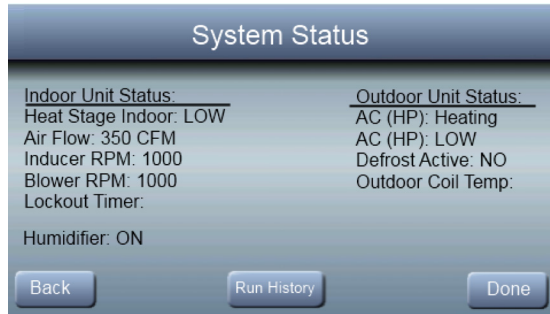 System Status
Indoor Unit Status:
Heat Stage Indoor: LOW
Air Flow: 350 CFM
Inducer RPM: 1000
Blower RPM: 1000
Lockout Timer:
Humidifier: ON
Outdoor Unit Status:
AC (HP): Heating
AC (HP): LOW
Defrost Active: NO
Outdoor Coil Temp:
Back
Run History
Done